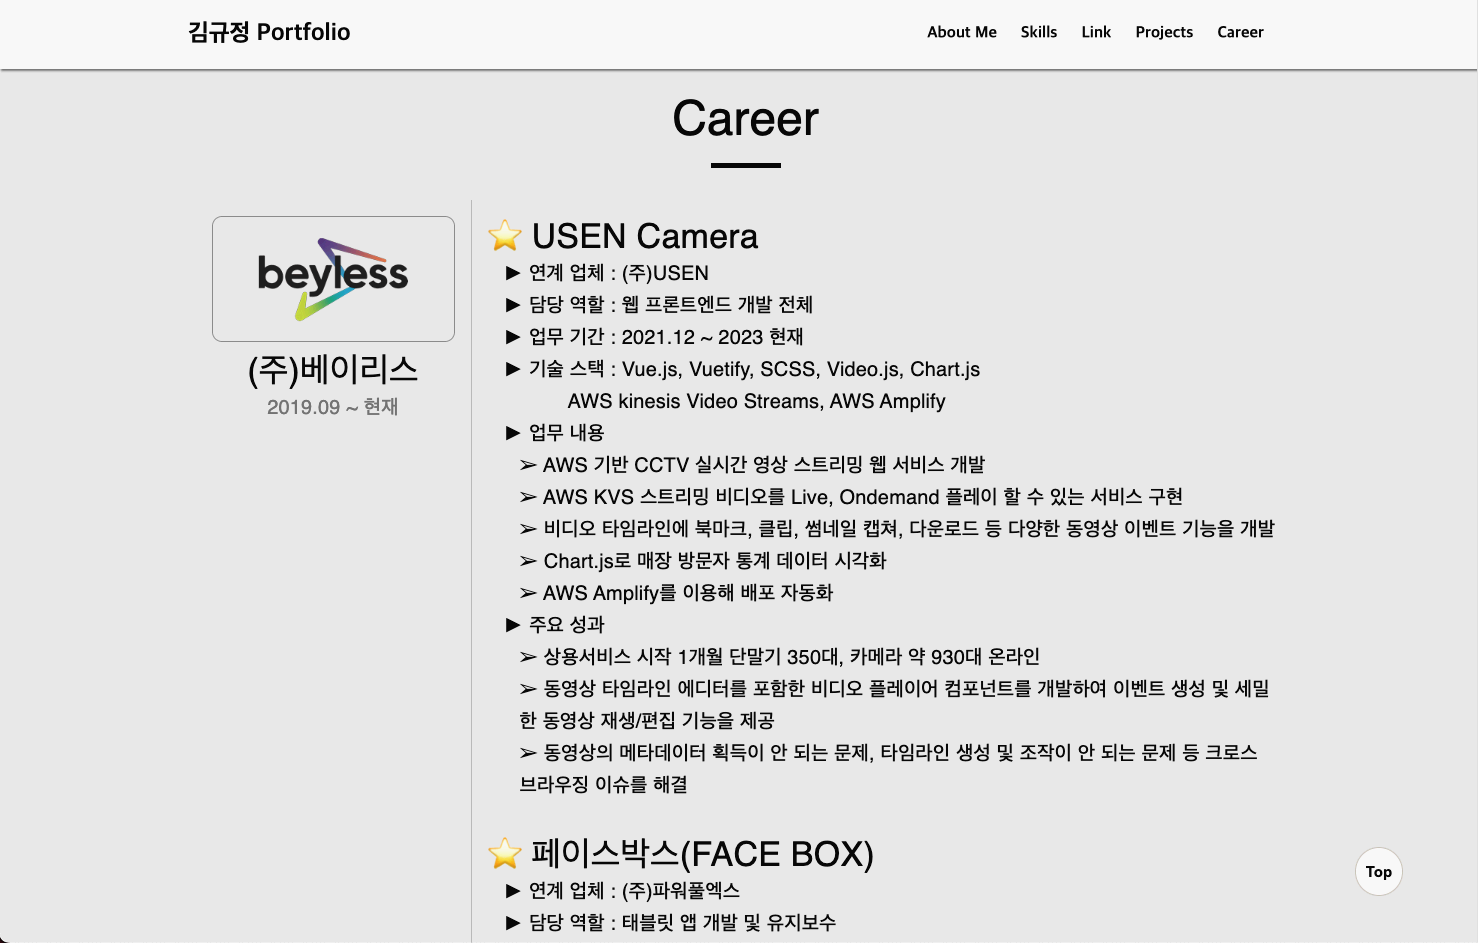 김규정 Portfolio
About Me Skills Link Projects Career
Career
beyless
(주)베이리스
2019.09 ~ 현재
⭐ USEN Camera
► 연계 업체 : (주)USEN
► 담당 역할 : 웹 프론트엔드 개발 전체
► 업무 기간 : 2021.12 ~ 2023 현재
► 기술 스택 : Vue.js, Vuetify, SCSS, Video.js, Chart.js
AWS kinesis Video Streams, AWS Amplify
► 업무 내용
➢ AWS 기반 CCTV 실시간 영상 스트리밍 웹 서비스 개발
➢ AWS KVS 스트리밍 비디오를 Live, Ondemand 플레이 할 수 있는 서비스 구현
➢ 비디오 타임라인에 북마크, 클립, 썸네일 캡쳐, 다운로드 등 다양한 동영상 이벤트 기능을 개발
➢ Chart.js로 매장 방문자 통계 데이터 시각화
➢ AWS Amplify를 이용해 배포 자동화
► 주요 성과
➢ 상용서비스 시작 1개월 단말기 350대, 카메라 약 930대 온라인
➢ 동영상 타임라인 에디터를 포함한 비디오 플레이어 컴포넌트를 개발하여 이벤트 생성 및 세밀
한 동영상 재생/편집 기능을 제공
➢ 동영상의 메타데이터 획득이 안 되는 문제, 타임라인 생성 및 조작이 안 되는 문제 등 크로스
브라우징 이슈를 해결
⭐ 페이스박스(FACE BOX)
► 연계 업체 : (주)파워풀엑스
► 담당 역할 : 태블릿 앱 개발 및 유지보수
Top